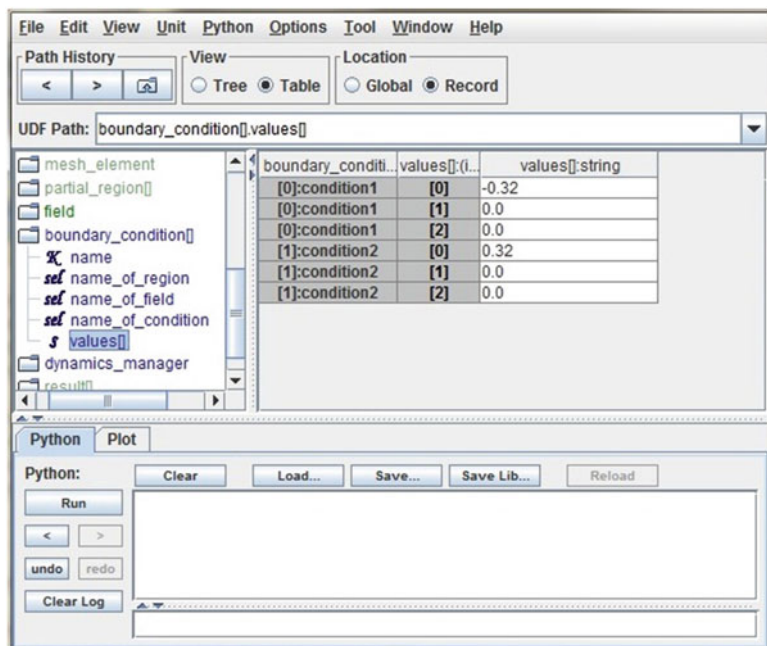 File Edit View Unit Python Options Tool Window Help
Path History View Location
< > Tree Table Global Record
UDF Path: boundary_condition[].values[]
mesh_element
partial_region[]
field
boundary_condition[]
K name
sel name_of_region
sel name_of_field
sel name_of_condition
s values[]
dynamics_manager
result[]
boundary_conditi... values[]:(i... values[]:string
[0]:condition1 [0] -0.32
[0]:condition1 [1] 0.0
[0]:condition1 [2] 0.0
[1]:condition2 [0] 0.32
[1]:condition2 [1] 0.0
[1]:condition2 [2] 0.0
Python Plot
Python: Clear Load... Save... Save Lib... Reload
Run
< >
undo redo
Clear Log